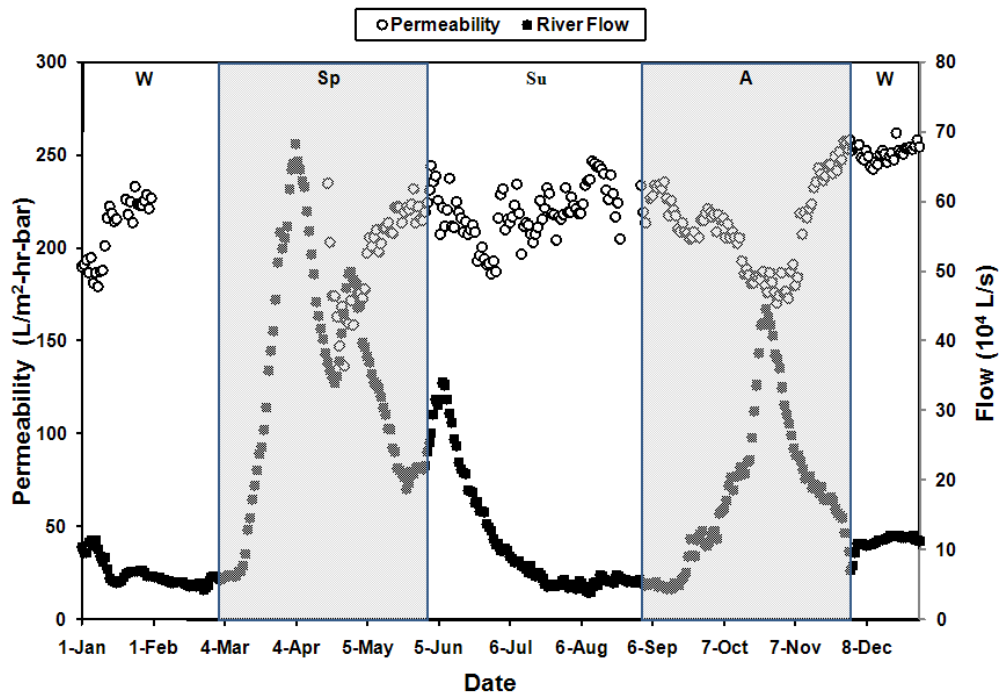 Permeability River Flow
W Sp Su A W
300
250
200
150
100
50
0
Permeability (L/m²-hr-bar)
80
70
60
50
40
30
20
10
0
Flow (10⁴ L/s)
1-Jan 1-Feb 4-Mar 4-Apr 5-May 5-Jun 6-Jul 6-Aug 6-Sep 7-Oct 7-Nov 8-Dec
Date